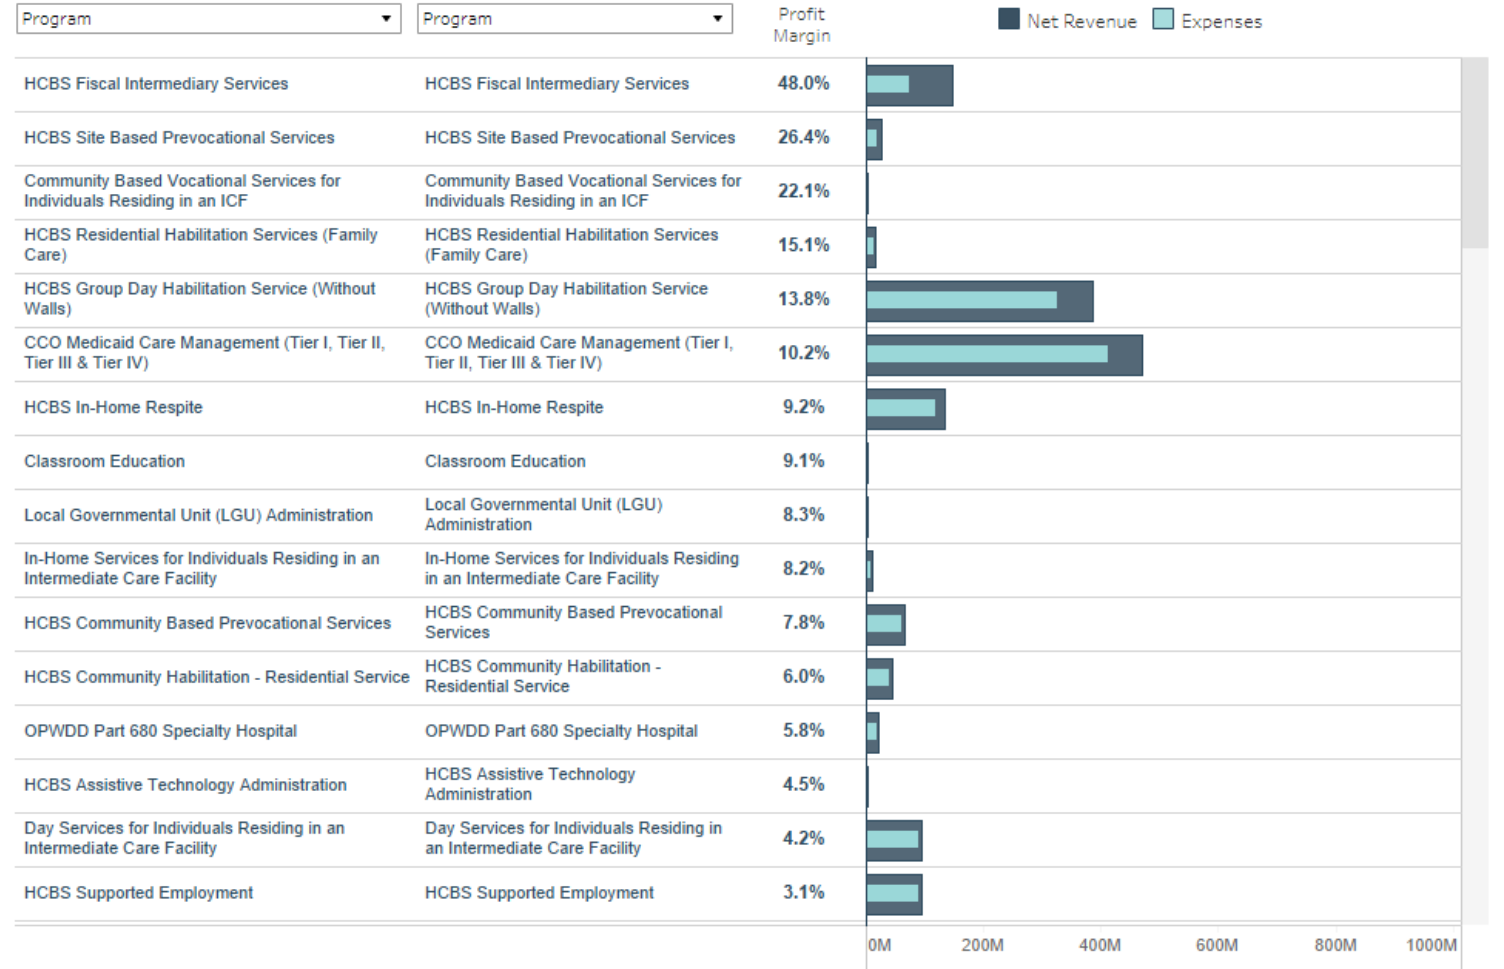 Program Program Profit
Margin
Net Revenue Expenses
HCBS Fiscal Intermediary Services HCBS Fiscal Intermediary Services 48.0%
HCBS Site Based Prevocational Services HCBS Site Based Prevocational Services 26.4%
Community Based Vocational Services for
Individuals Residing in an ICF
Community Based Vocational Services for
Individuals Residing in an ICF
22.1%
HCBS Residential Habilitation Services (Family
Care)
HCBS Residential Habilitation Services
(Family Care)
15.1%
HCBS Group Day Habilitation Service (Without
Walls)
HCBS Group Day Habilitation Service
(Without Walls)
13.8%
CCO Medicaid Care Management (Tier I, Tier II,
Tier III & Tier IV)
CCO Medicaid Care Management (Tier I,
Tier II, Tier III & Tier IV)
10.2%
HCBS In-Home Respite HCBS In-Home Respite 9.2%
Classroom Education Classroom Education 9.1%
Local Governmental Unit (LGU) Administration
Local Governmental Unit (LGU)
Administration
8.3%
In-Home Services for Individuals Residing in an
Intermediate Care Facility
In-Home Services for Individuals Residing
in an Intermediate Care Facility
8.2%
HCBS Community Based Prevocational Services
HCBS Community Based Prevocational
Services
7.8%
HCBS Community Habilitation - Residential Service
HCBS Community Habilitation -
Residential Service
6.0%
OPWDD Part 680 Specialty Hospital OPWDD Part 680 Specialty Hospital 5.8%
HCBS Assistive Technology Administration
HCBS Assistive Technology
Administration
4.5%
Day Services for Individuals Residing in an
Intermediate Care Facility
Day Services for Individuals Residing in
an Intermediate Care Facility
4.2%
HCBS Supported Employment HCBS Supported Employment 3.1%
0M 200M 400M 600M 800M 1000M